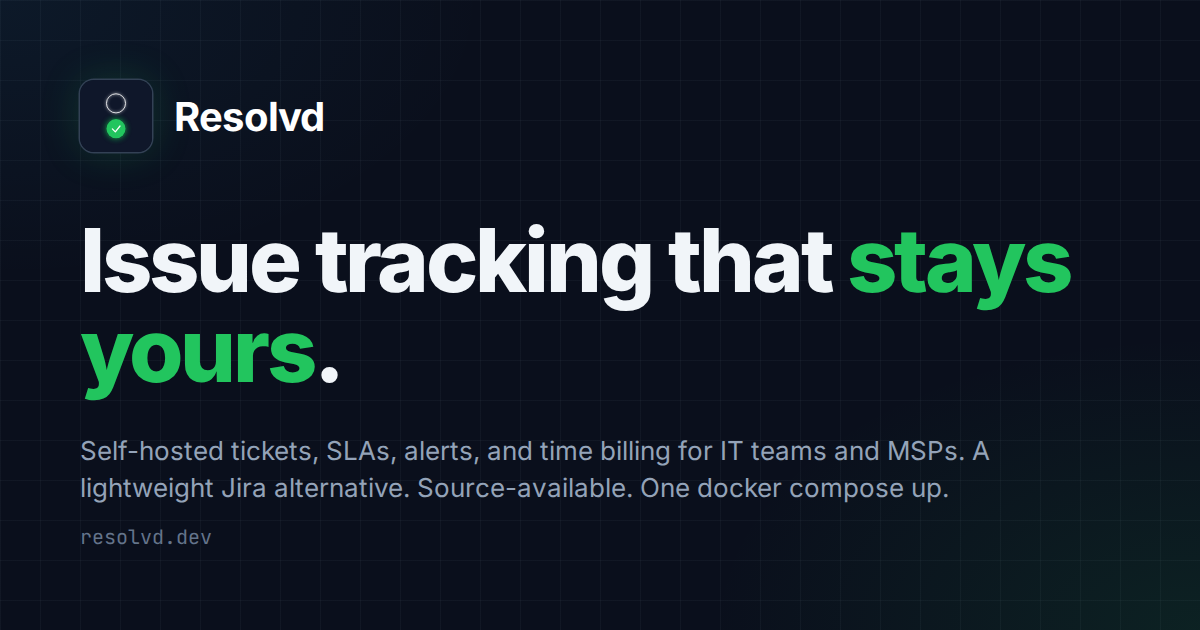 Resolvd
Issue tracking that stays
yours.
Self-hosted tickets, SLAs, alerts, and time billing for IT teams and MSPs. A
lightweight Jira alternative. Source-available. One docker compose up.
resolvd.dev